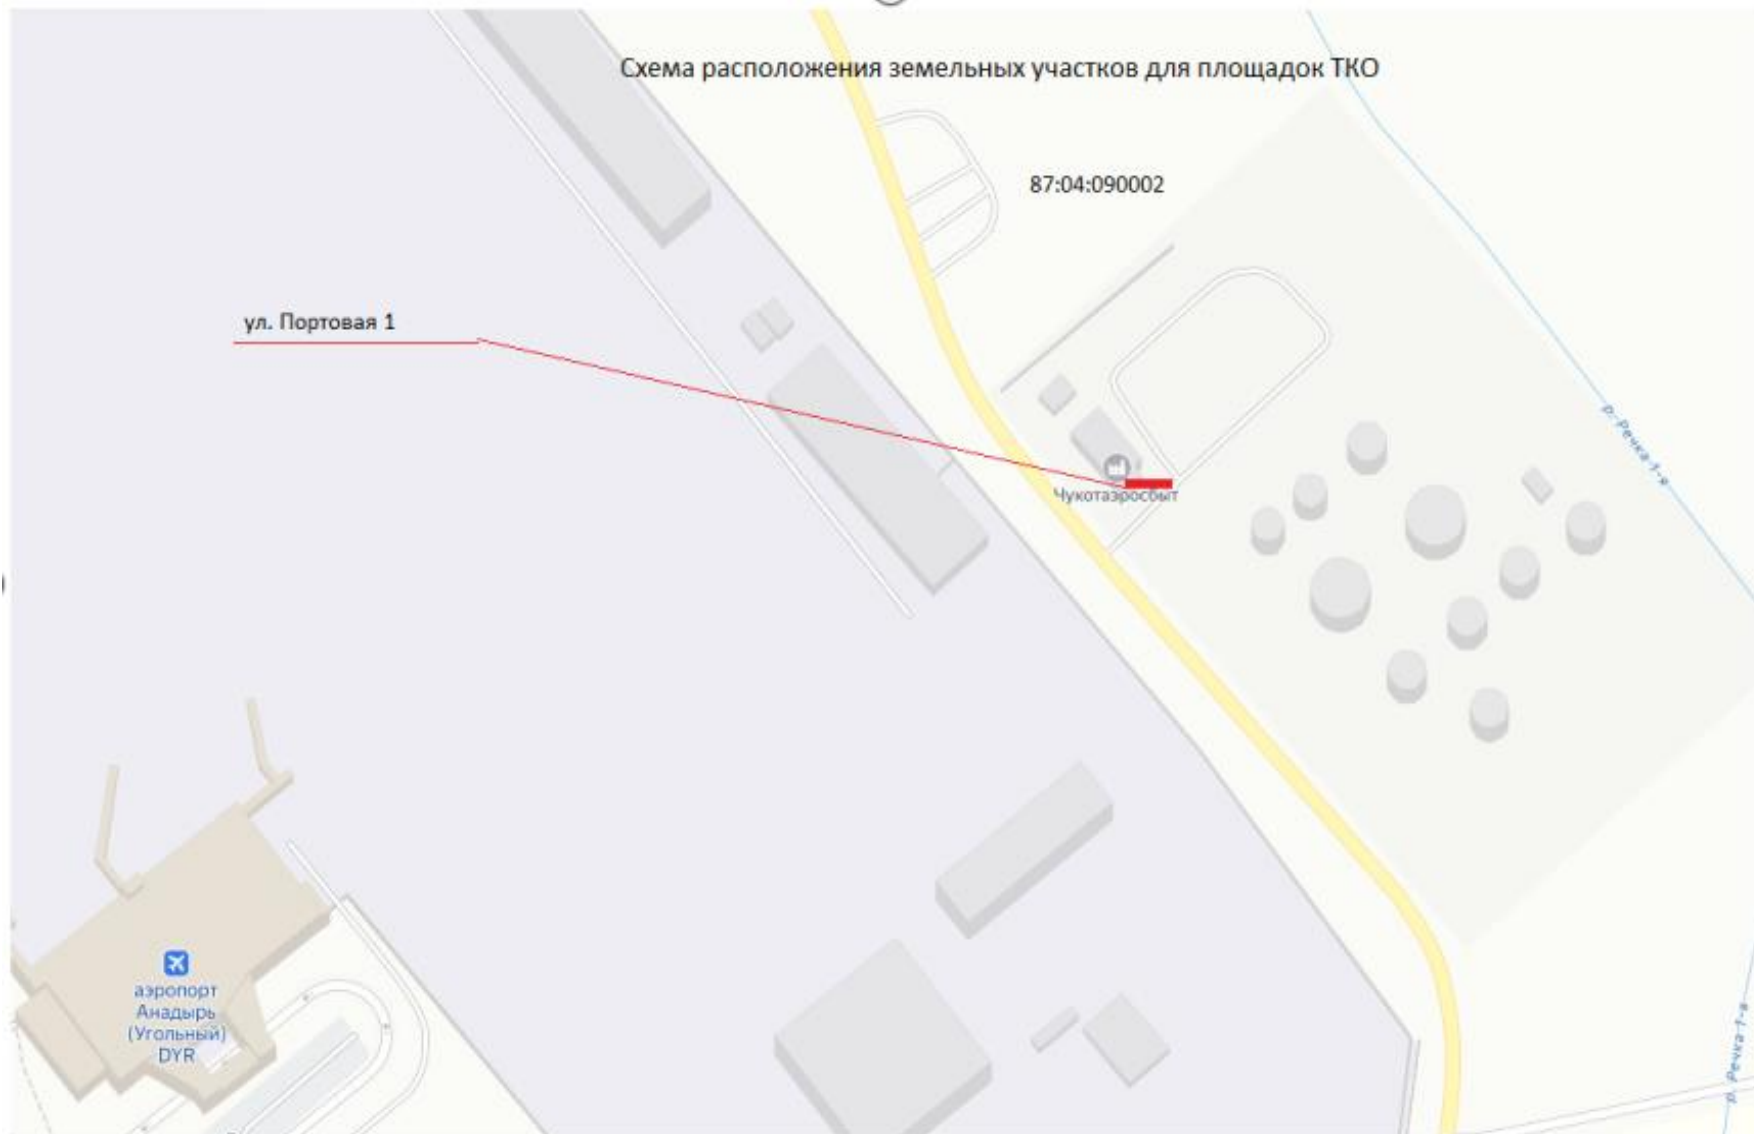 Схема расположения земельных участков для площадок ТКО
87:04:090002
ул. Портовая 1
Чукотаэросбыт
р. Речка 1-я
аэропорт
Анадырь
(Угольный)
DYR
р. Речка 1-я